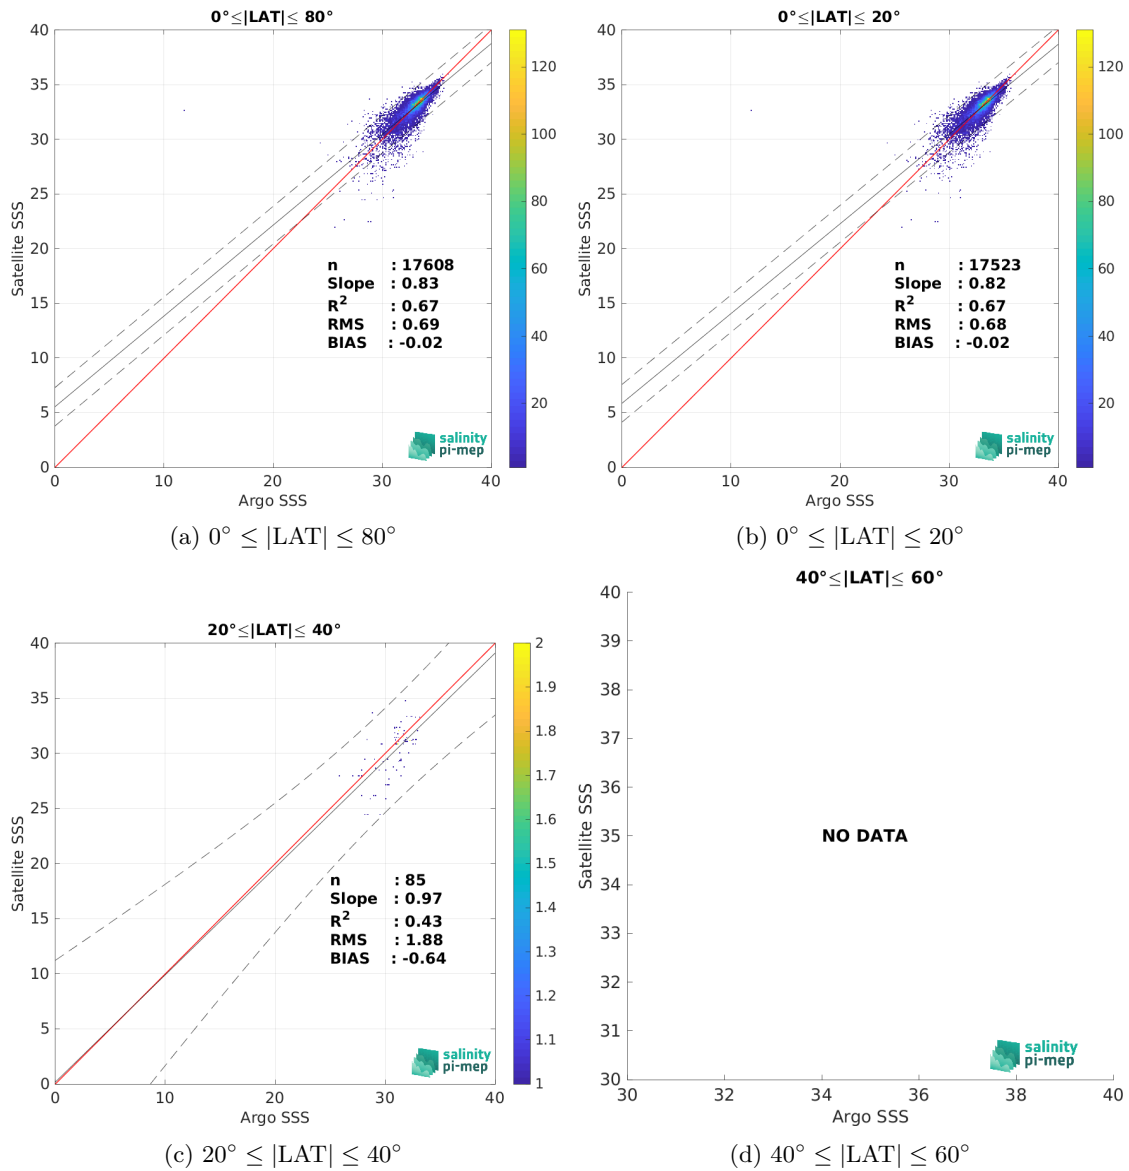 0°≤|LAT|≤ 80°
40
35
30
25
20
15
10
5
0
Satellite SSS
0
10
20
30
40
Argo SSS
120
100
80
60
40
20
n : 17608
Slope : 0.83
R² : 0.67
RMS : 0.69
BIAS : -0.02
salinity
pi-mep
(a) 0° ≤ |LAT| ≤ 80°
0°≤|LAT|≤ 20°
40
35
30
25
20
15
10
5
0
Satellite SSS
0
10
20
30
40
Argo SSS
120
100
80
60
40
20
n : 17523
Slope : 0.82
R² : 0.67
RMS : 0.68
BIAS : -0.02
salinity
pi-mep
(b) 0° ≤ |LAT| ≤ 20°
20°≤|LAT|≤ 40°
40
35
30
25
20
15
10
5
0
Satellite SSS
0
10
20
30
40
Argo SSS
2
1.9
1.8
1.7
1.6
1.5
1.4
1.3
1.2
1.1
1
n : 85
Slope : 0.97
R² : 0.43
RMS : 1.88
BIAS : -0.64
salinity
pi-mep
(c) 20° ≤ |LAT| ≤ 40°
40°≤|LAT|≤ 60°
40
39
38
37
36
35
34
33
32
31
30
Satellite SSS
NO DATA
30
32
34
36
38
40
Argo SSS
salinity
pi-mep
(d) 40° ≤ |LAT| ≤ 60°